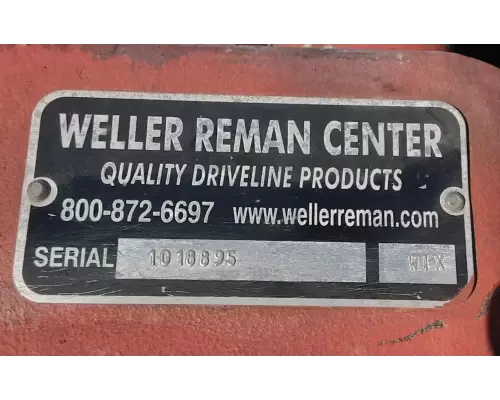 WELLER REMAN CENTER
QUALITY DRIVELINE PRODUCTS
800-872-6697 www.wellerreman.com
SERIAL 1018895